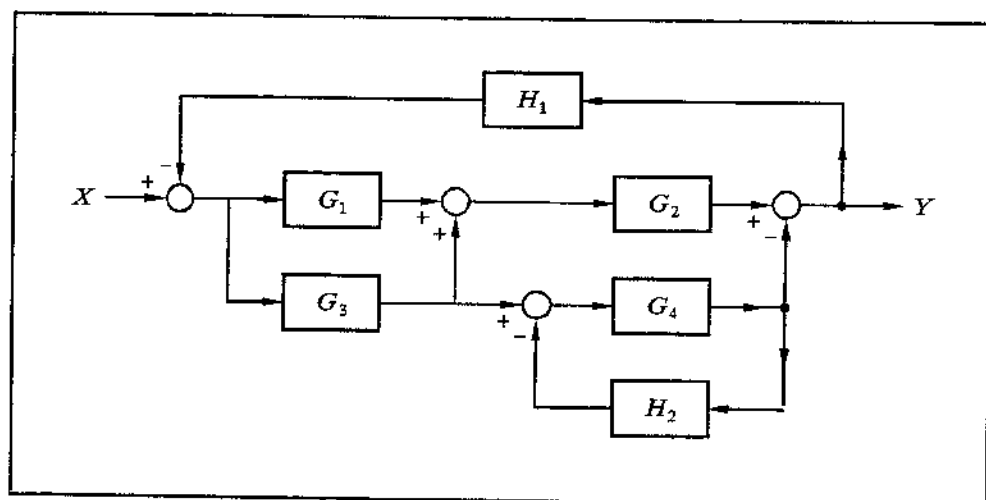 H₁
−
X + G₁ + G₂ + Y
+ −
G₃ + G₄
−
H₂